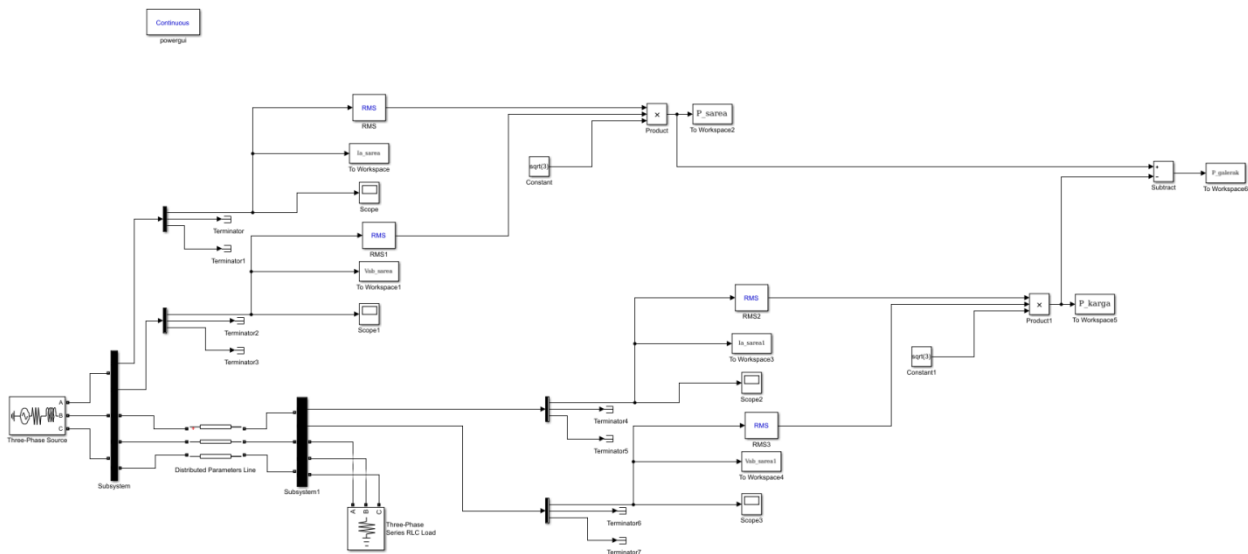 Continuous
powergui
RMS
RMS
Ia_sarea
To Workspace
Scope
Terminator
Terminator1
RMS
RMS1
Vab_sarea
To Workspace1
Scope1
Terminator2
Terminator3
sqrt(3)
Constant
×
Product
P_sarea
To Workspace2
+
−
Subtract
P_galerak
To Workspace6
RMS
RMS2
Ia_sarea1
To Workspace3
Scope2
Terminator4
Terminator5
RMS
RMS3
Vab_sarea1
To Workspace4
Scope3
Terminator6
Terminator7
sqrt(3)
Constant1
×
Product1
P_karga
To Workspace5
A
B
C
Three-Phase Source
Subsystem
Distributed Parameters Line
Subsystem1
A B C
Three-Phase
Series RLC Load